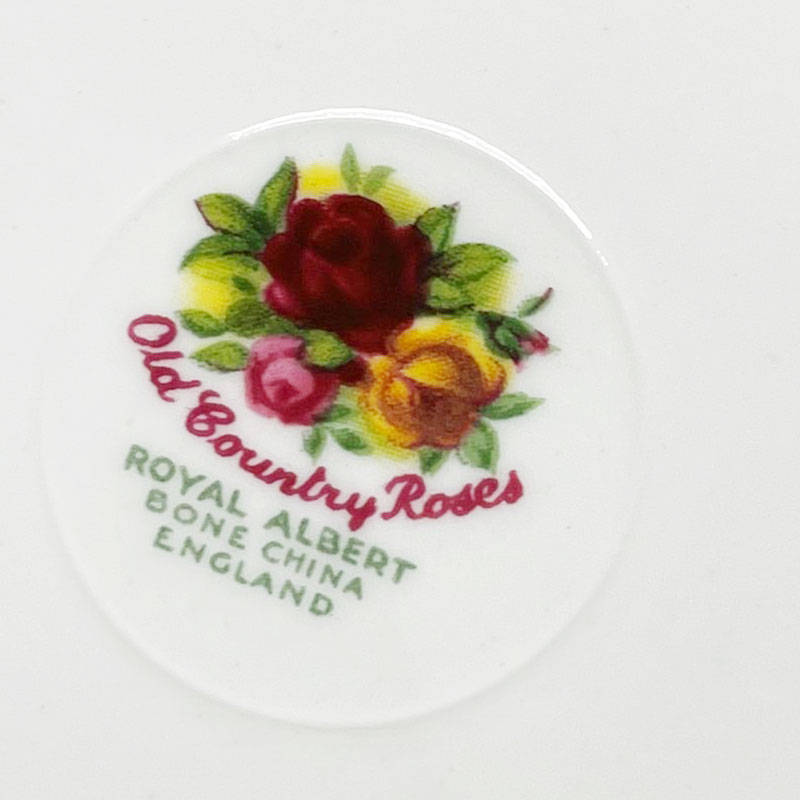 Old Country Roses
ROYAL ALBERT
BONE CHINA
ENGLAND